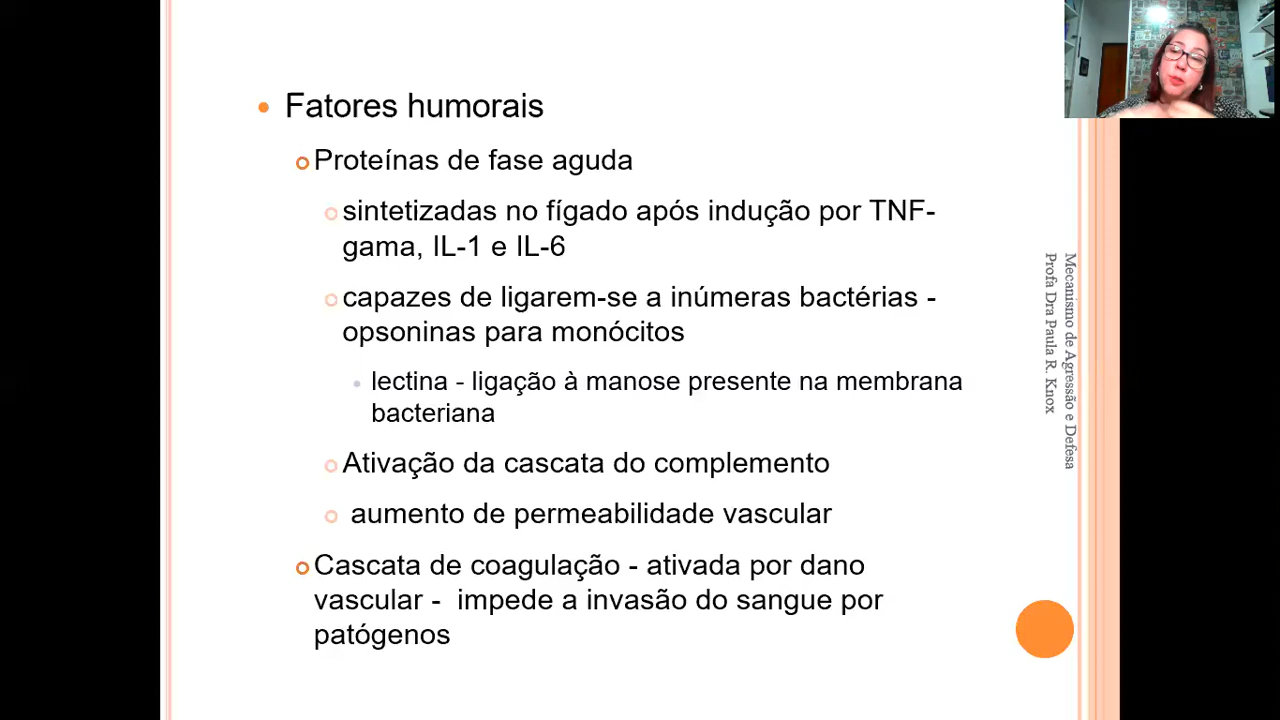 Fatores humorais
Proteínas de fase aguda
sintetizadas no fígado após indução por TNF-
gama, IL-1 e IL-6
capazes de ligarem-se a inúmeras bactérias -
opsoninas para monócitos
lectina - ligação à manose presente na membrana
bacteriana
Ativação da cascata do complemento
aumento de permeabilidade vascular
Cascata de coagulação - ativada por dano
vascular - impede a invasão do sangue por
patógenos
Mecanismo de Agressão e Defesa
Profa Dra Paula R. Knox